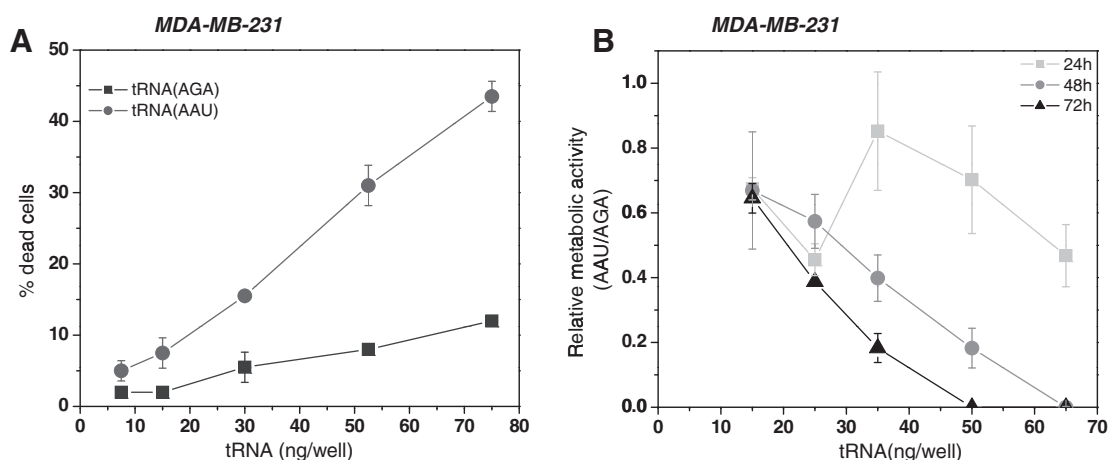 A
MDA-MB-231
% dead cells
50
40
30
20
10
0
tRNA(AGA)
tRNA(AAU)
0 10 20 30 40 50 60 70 80
tRNA (ng/well)
B
MDA-MB-231
Relative metabolic activity
(AAU/AGA)
1.0
0.8
0.6
0.4
0.2
0.0
24h
48h
72h
0 10 20 30 40 50 60 70
tRNA(ng/well)